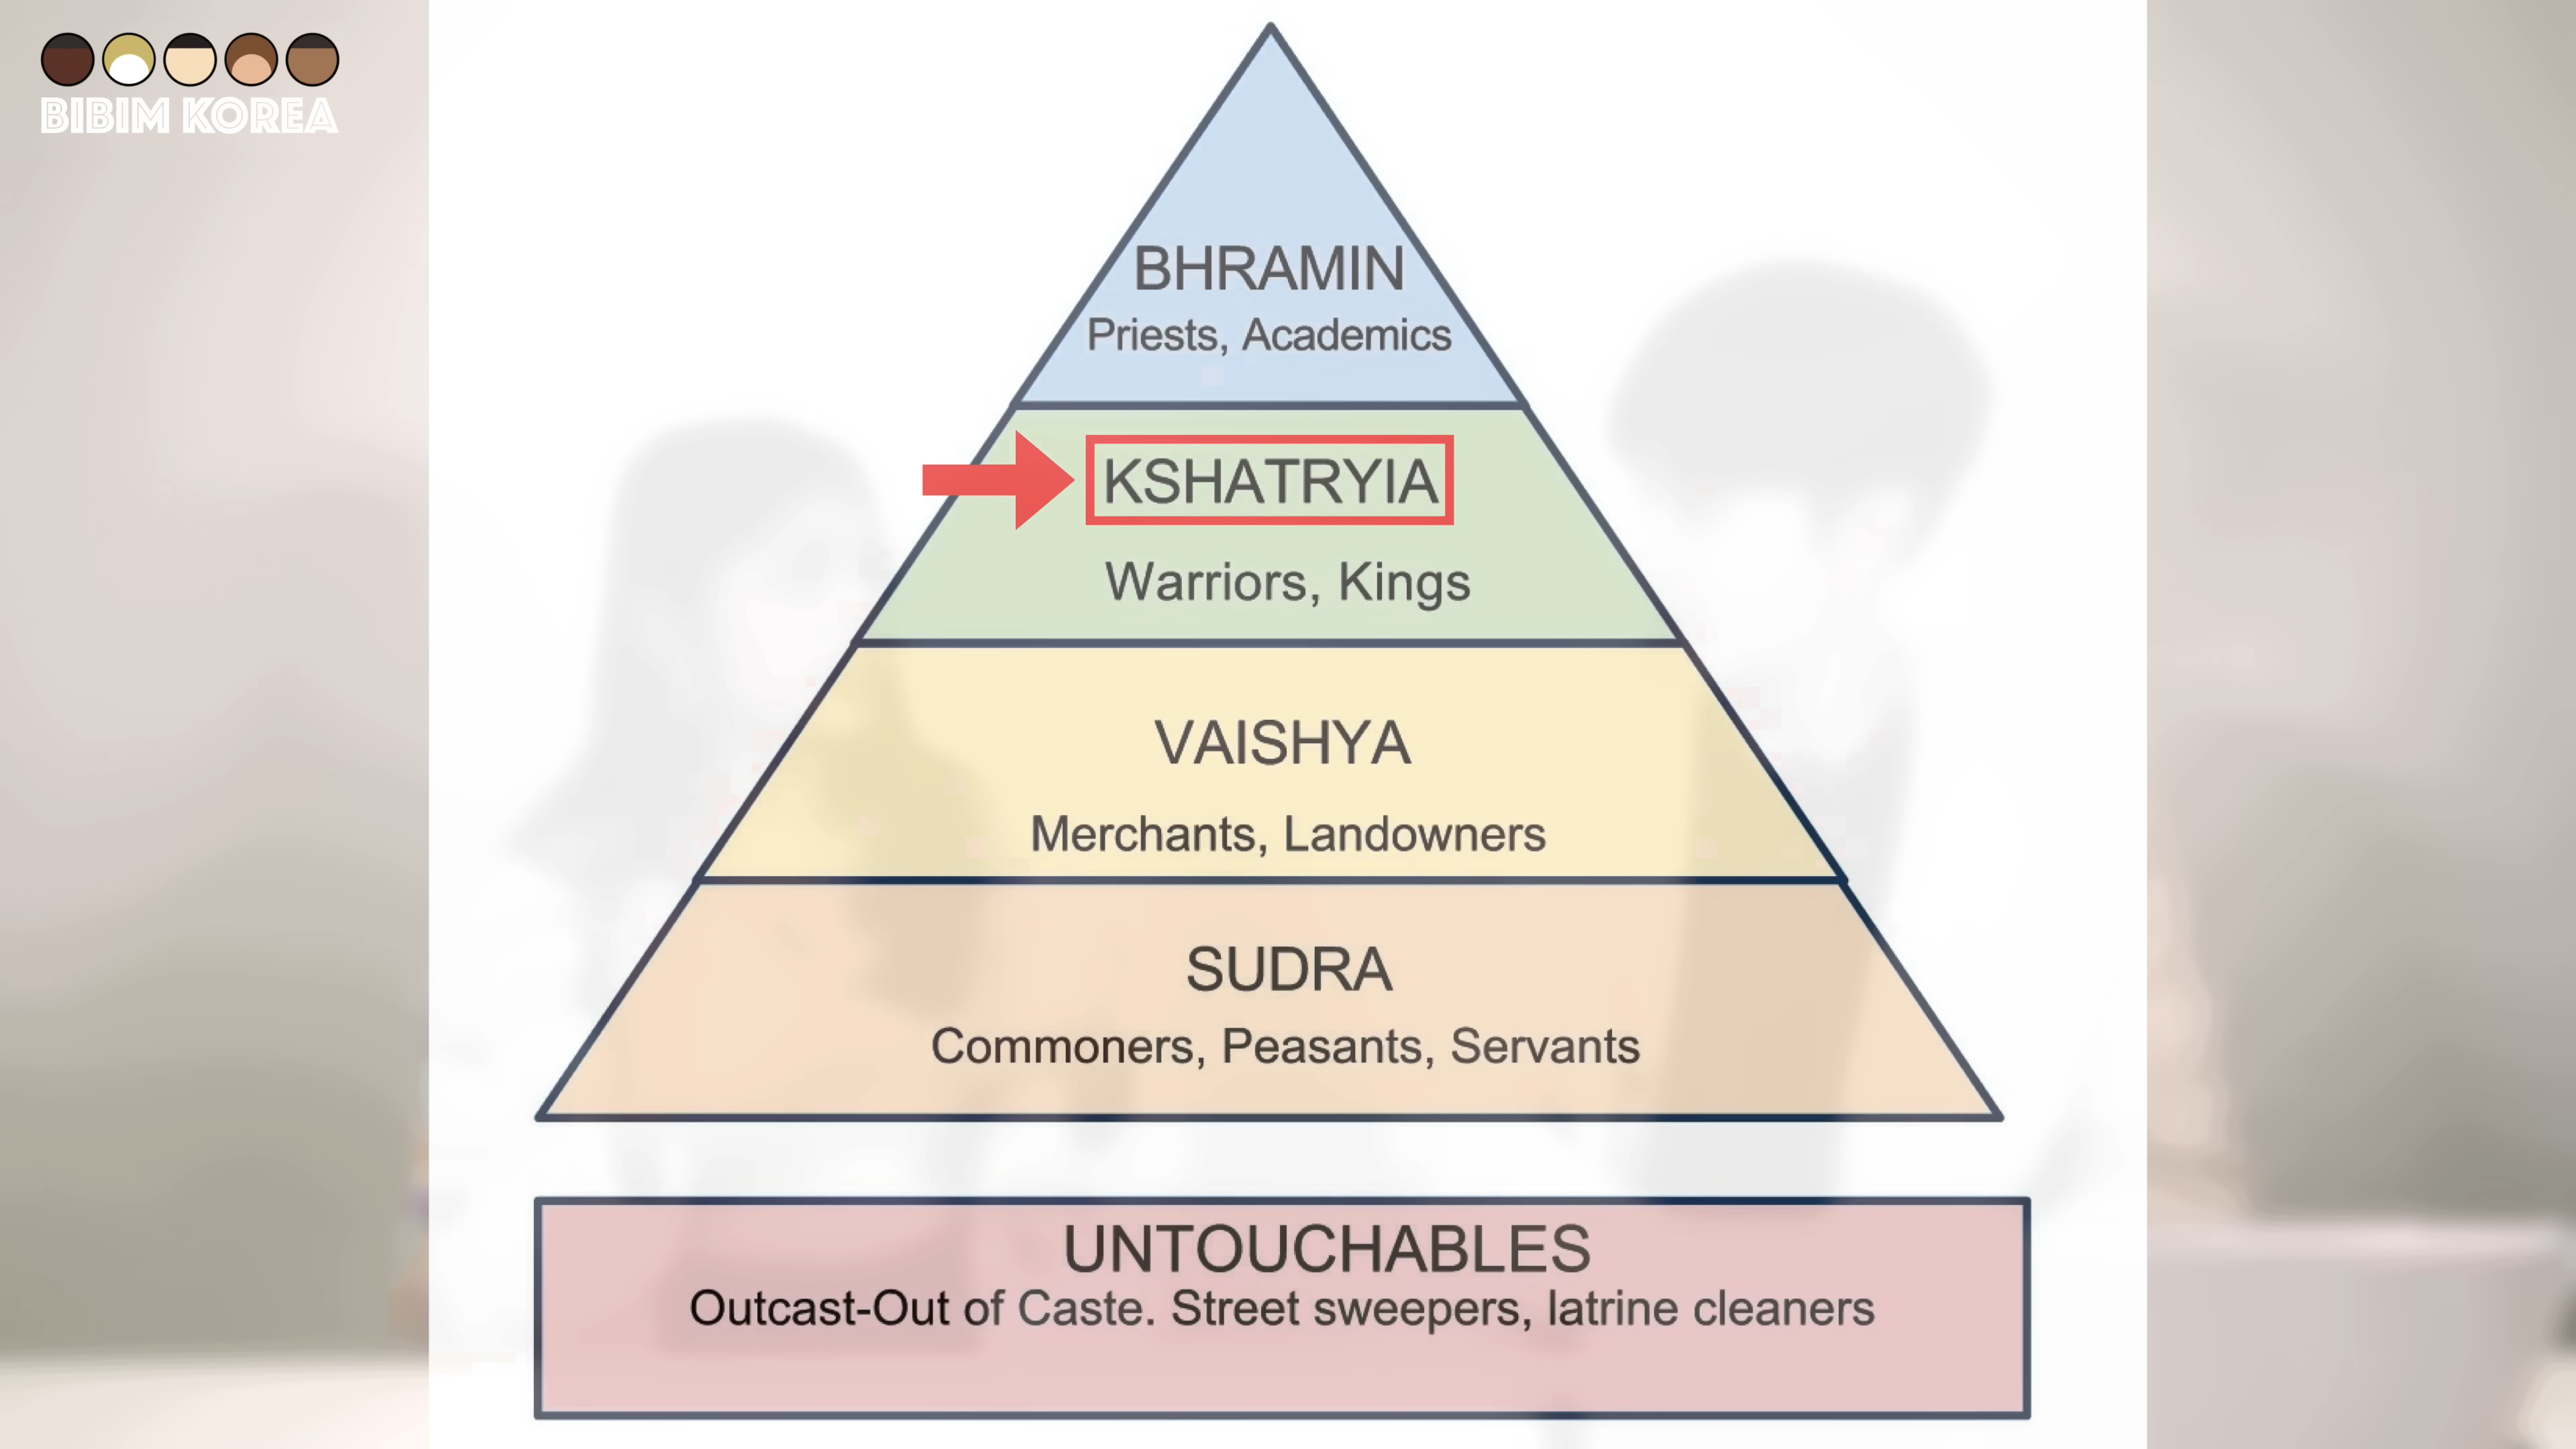 BIBIM KOREA
BHRAMIN
Priests, Academics
KSHATRYIA
Warriors, Kings
VAISHYA
Merchants, Landowners
SUDRA
Commoners, Peasants, Servants
UNTOUCHABLES
Outcast-Out of Caste. Street sweepers, latrine cleaners